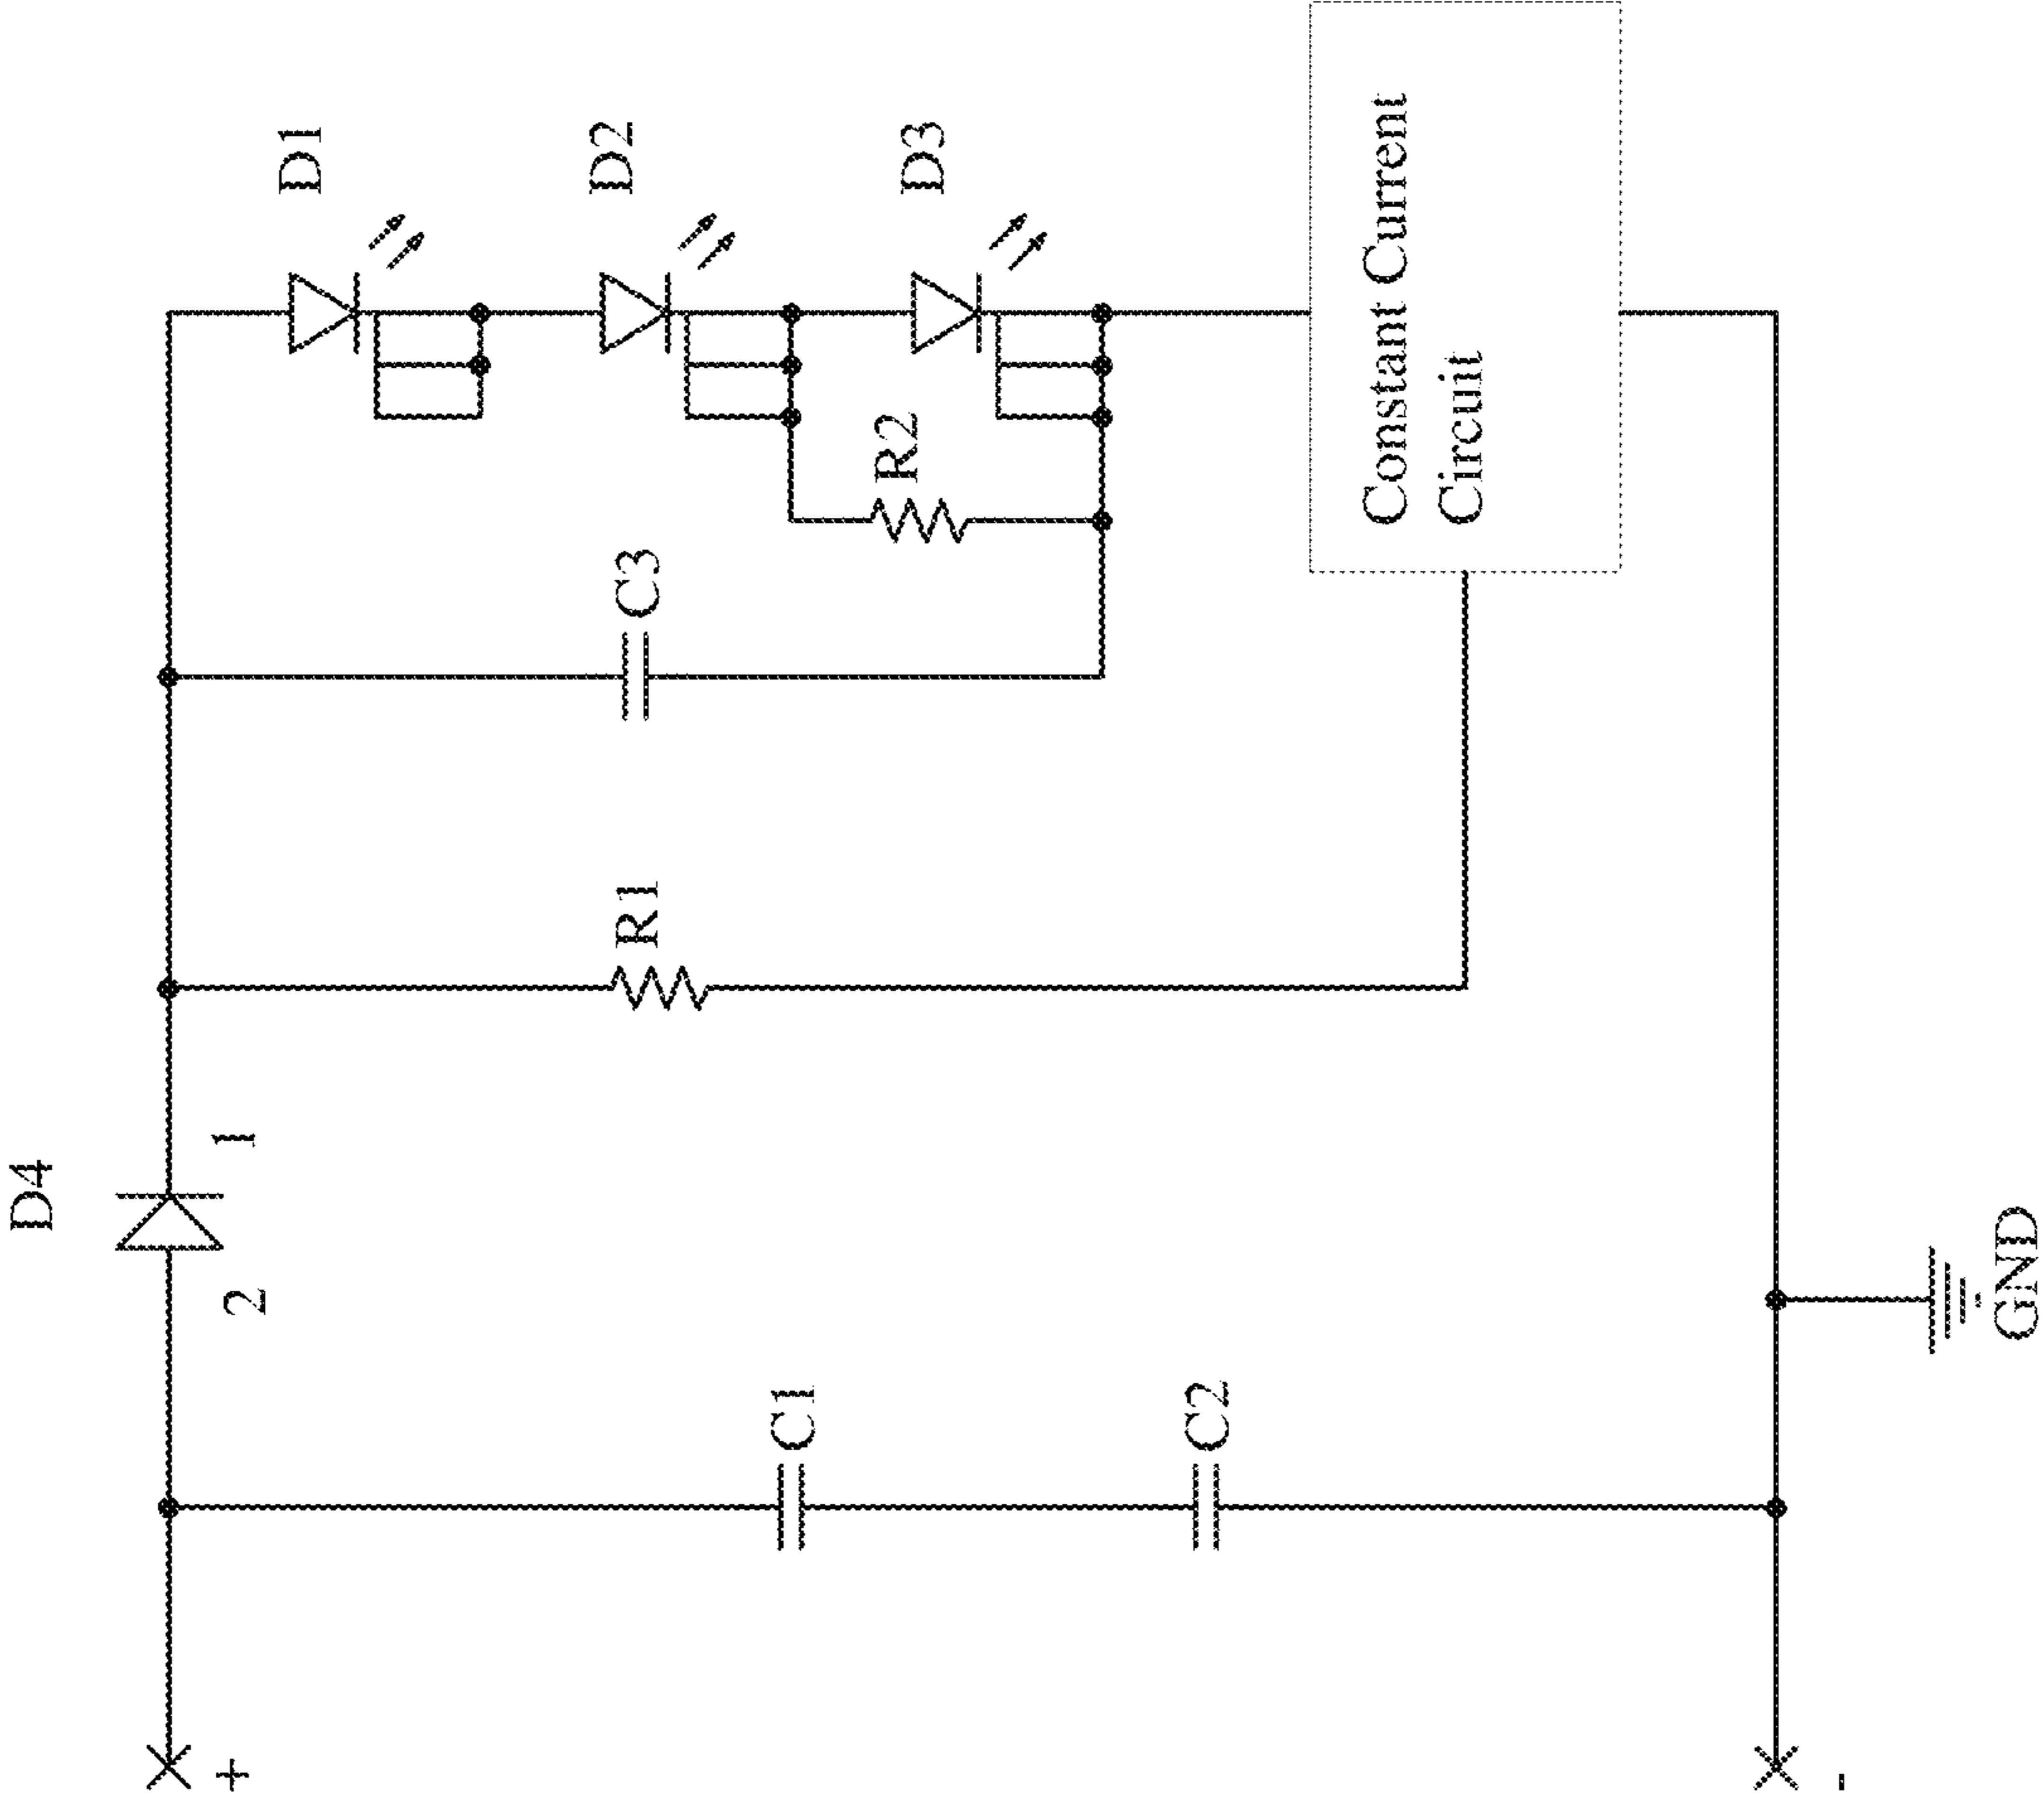 D1
D2
D3
R2
C3
R1
Constant Current
Circuit
D4
1
2
C1
C2
GND
+
-